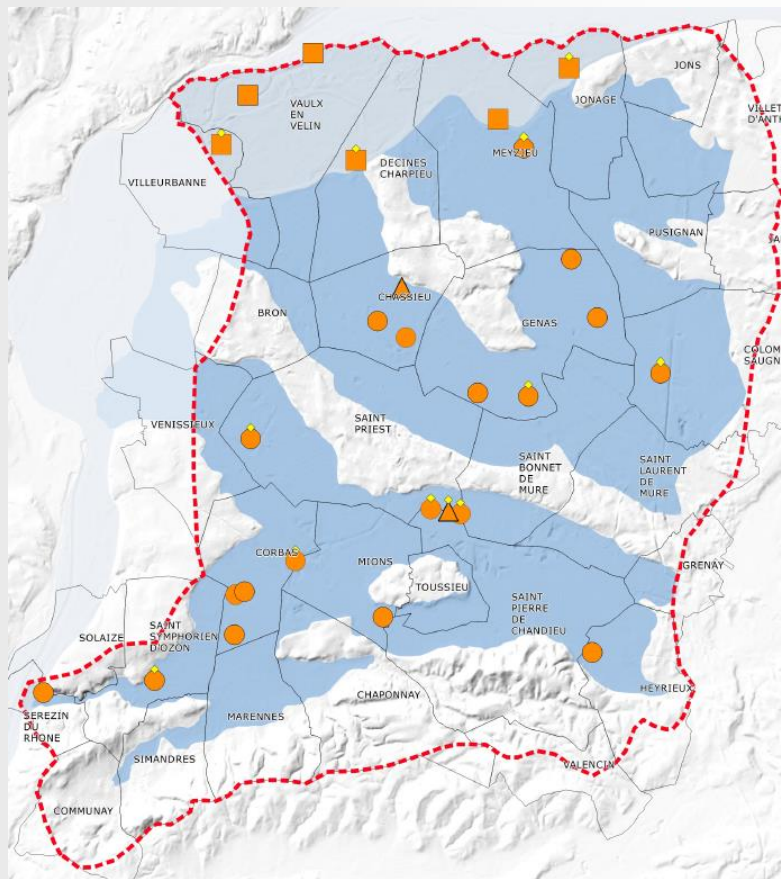 JONS
VAULX
EN
VELIN
JONAGE
VILLET
D'ANTH
MEYZIEU
DECINES
CHARPIEU
VILLEURBANNE
PUSIGNAN
JA
CHASSIEU
BRON
GENAS
COLOM
SAUGN
SAINT
PRIEST
VENISSIEUX
SAINT
BONNET
DE
MURE
SAINT
LAURENT
DE
MURE
CORBAS
MIONS
GRENAY
TOUSSIEU
SAINT
PIERRE
DE
CHANDIEU
SOLAIZE
SAINT
SYMPHORIEN
D'OZON
HEYRIEUX
CHAPONNAY
SEREZIN
DU
RHONE
MARENNES
SIMANDRES
VALENCIN
COMMUNAY